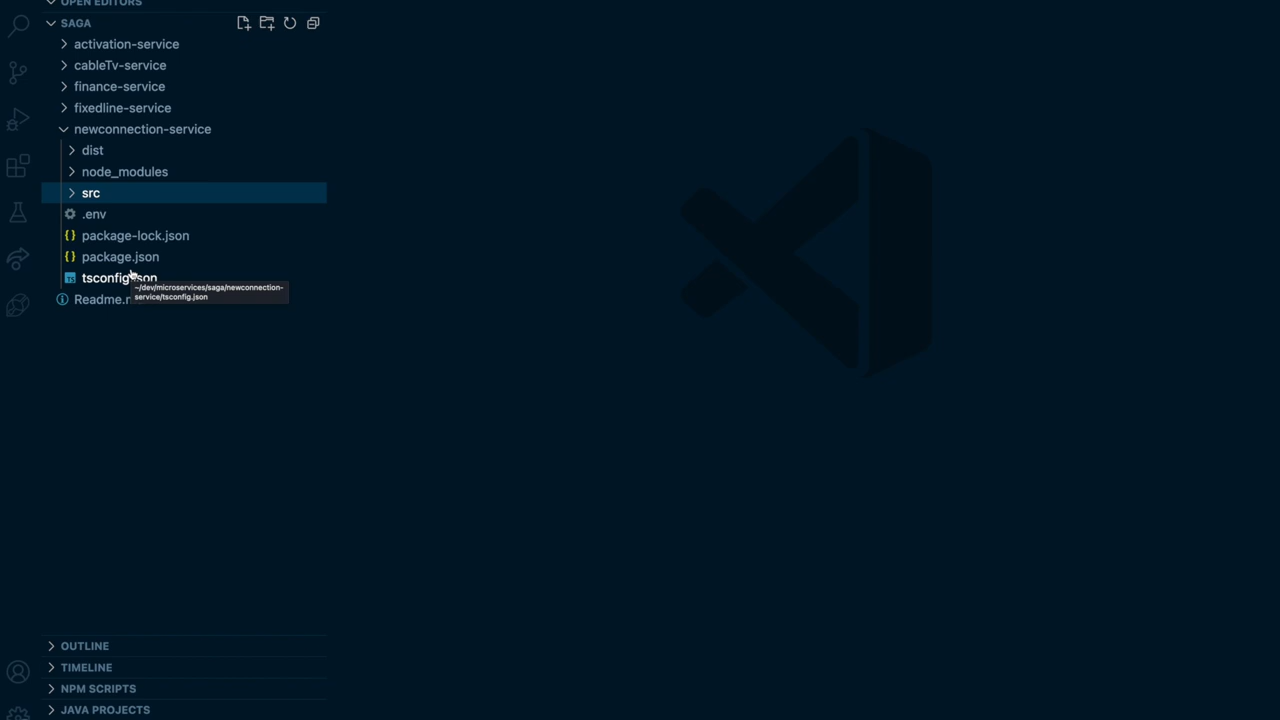 OPEN EDITORS
SAGA
activation-service
cableTv-service
finance-service
fixedline-service
newconnection-service
dist
node_modules
src
.env
package-lock.json
package.json
tsconfig.json
~/dev/microservices/saga/newconnection-
service/tsconfig.json
OUTLINE
TIMELINE
NPM SCRIPTS
JAVA PROJECTS